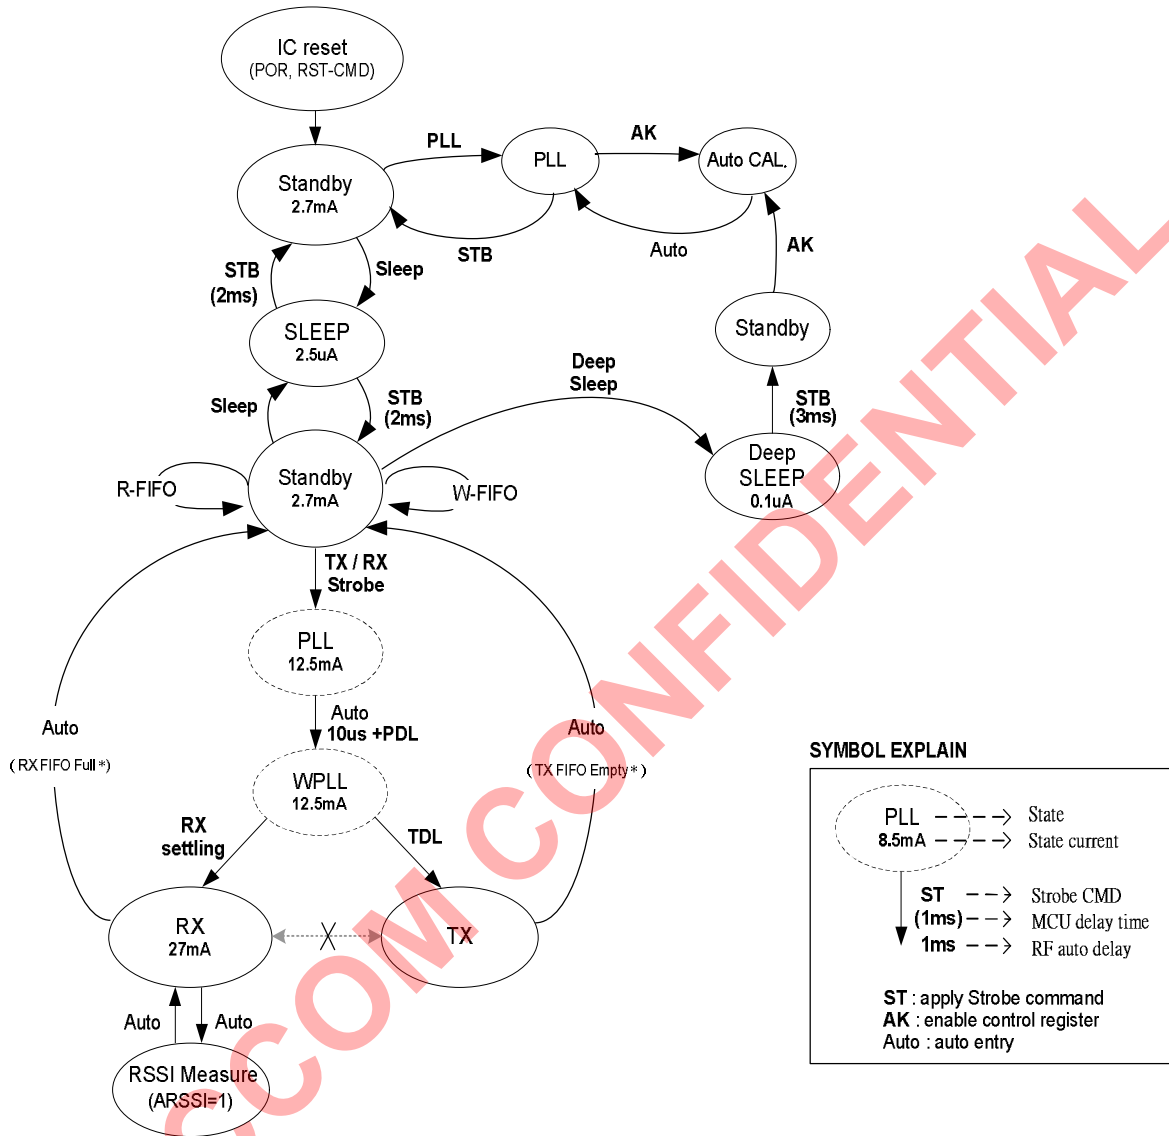 IC reset
(POR, RST-CMD)
PLL
AK
PLL
Auto CAL.
Standby
2.7mA
STB
Auto
AK
STB
(2ms)
Sleep
SLEEP
2.5uA
Standby
Deep
Sleep
Sleep
STB
(2ms)
STB
(3ms)
Deep
SLEEP
0.1uA
Standby
2.7mA
R-FIFO
W-FIFO
TX / RX
Strobe
PLL
12.5mA
Auto
10us +PDL
Auto
( RX FIFO Full * )
Auto
( TX FIFO Empty * )
WPLL
12.5mA
RX
settling
TDL
RX
27mA
TX
Auto
Auto
RSSI Measure
(ARSSI=1)
SYMBOL EXPLAIN
PLL
State
8.5mA
State current
ST
Strobe CMD
(1ms)
MCU delay time
1ms
RF auto delay
ST : apply Strobe command
AK : enable control register
Auto : auto entry
CCOM CONFIDENTIAL